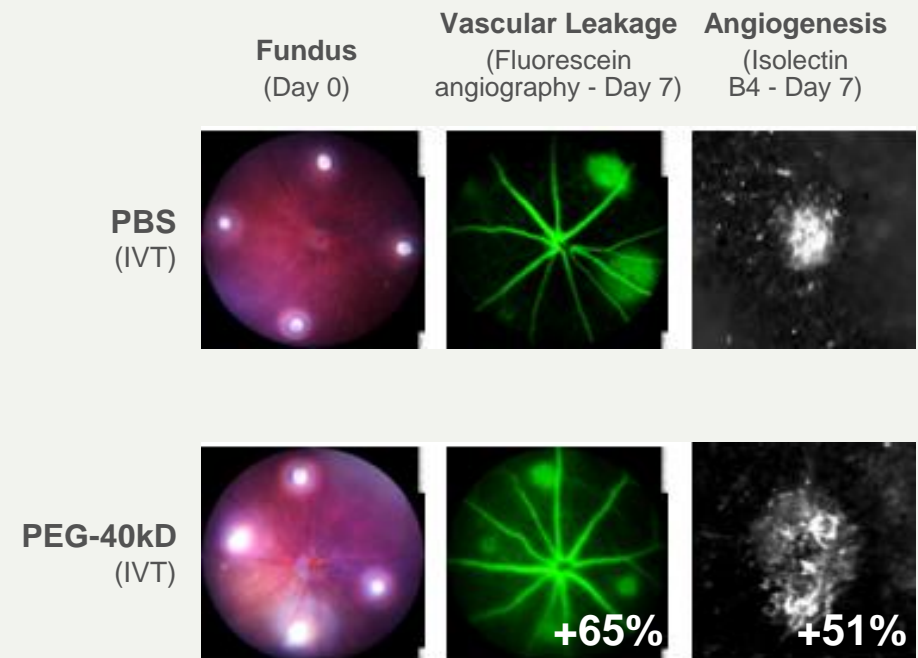 Fundus
(Day 0)
Vascular Leakage
(Fluorescein
angiography - Day 7)
Angiogenesis
(Isolectin
B4 - Day 7)
PBS
(IVT)
PEG-40kD
(IVT)
+65%
+51%